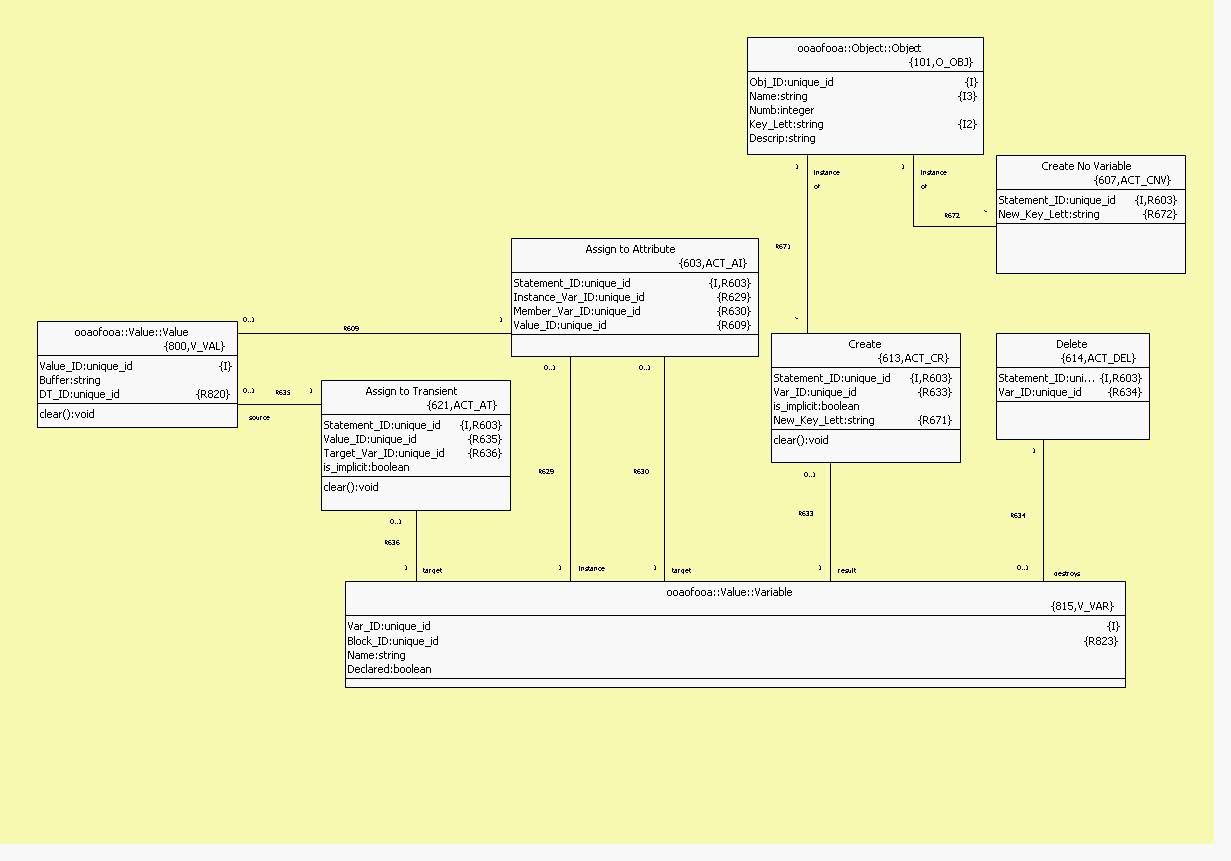 ooaofooa::Object::Object
{101,O_OBJ}
Obj_ID:unique_id {I}
Name:string {I3}
Numb:integer
Key_Lett:string {I2}
Descrip:string
1 instance of
1 instance of
R672
*
Create No Variable
{607,ACT_CNV}
Statement_ID:unique_id {I,R603}
New_Key_Lett:string {R672}
R671
*
Assign to Attribute
{603,ACT_AI}
Statement_ID:unique_id {I,R603}
Instance_Var_ID:unique_id {R629}
Member_Var_ID:unique_id {R630}
Value_ID:unique_id {R609}
0..1 R609 1
ooaofooa::Value::Value
{800,V_VAL}
Value_ID:unique_id {I}
Buffer:string
DT_ID:unique_id {R820}
clear():void
0..1 R635 1
source
Assign to Transient
{621,ACT_AT}
Statement_ID:unique_id {I,R603}
Value_ID:unique_id {R635}
Target_Var_ID:unique_id {R636}
is_implicit:boolean
clear():void
Create
{613,ACT_CR}
Statement_ID:unique_id {I,R603}
Var_ID:unique_id {R633}
is_implicit:boolean
New_Key_Lett:string {R671}
clear():void
Delete
{614,ACT_DEL}
Statement_ID:uni... {I,R603}
Var_ID:unique_id {R634}
0..1
R636
1 target
0..1
R629
1 instance
0..1
R630
1 target
0..1
R633
1 result
1
R634
0..1 destroys
ooaofooa::Value::Variable
{815,V_VAR}
Var_ID:unique_id {I}
Block_ID:unique_id {R823}
Name:string
Declared:boolean